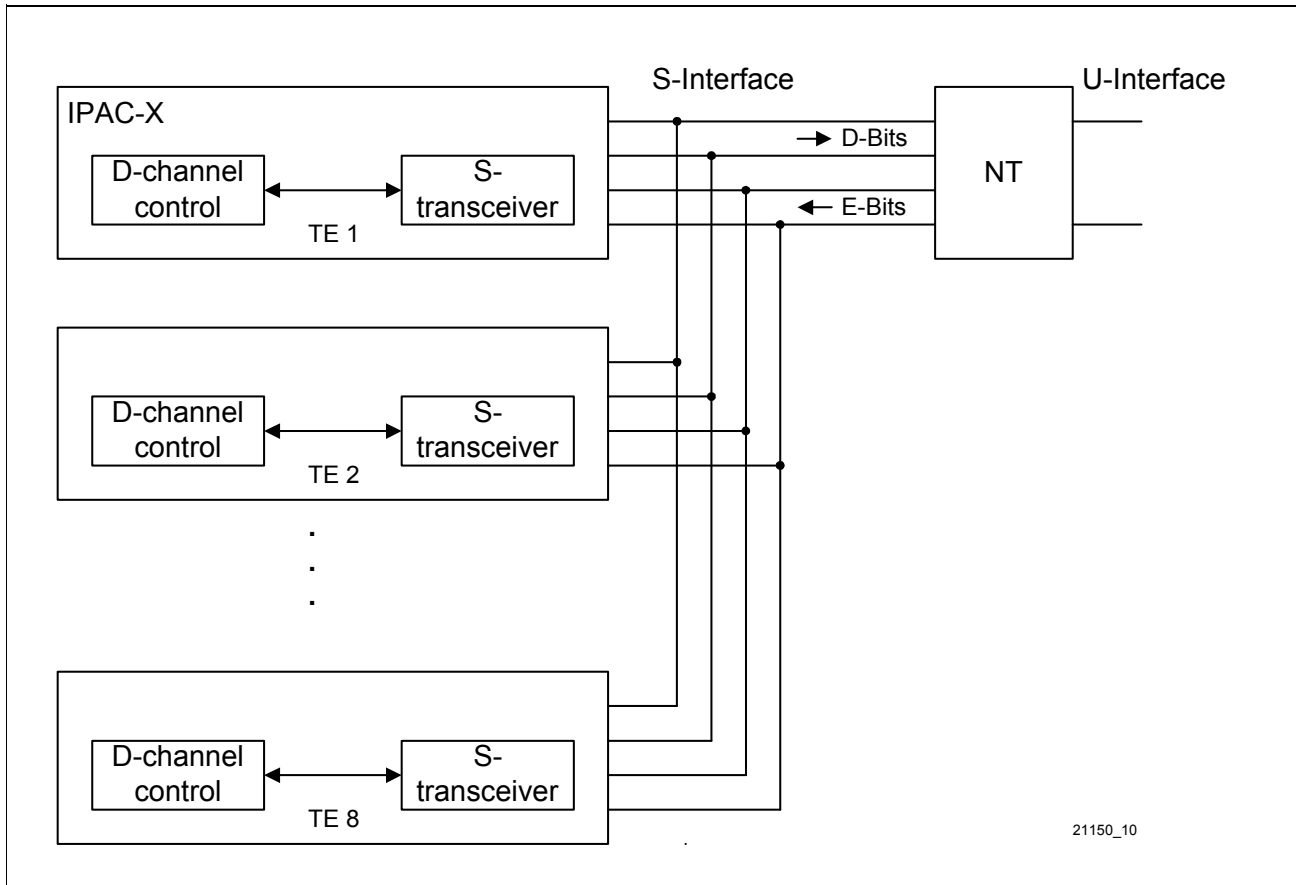 S-Interface
U-Interface
IPAC-X
D-channel
control
S-
transceiver
TE 1
D-Bits
E-Bits
NT
D-channel
control
S-
transceiver
TE 2
.
.
.
D-channel
control
S-
transceiver
TE 8
21150_10
.